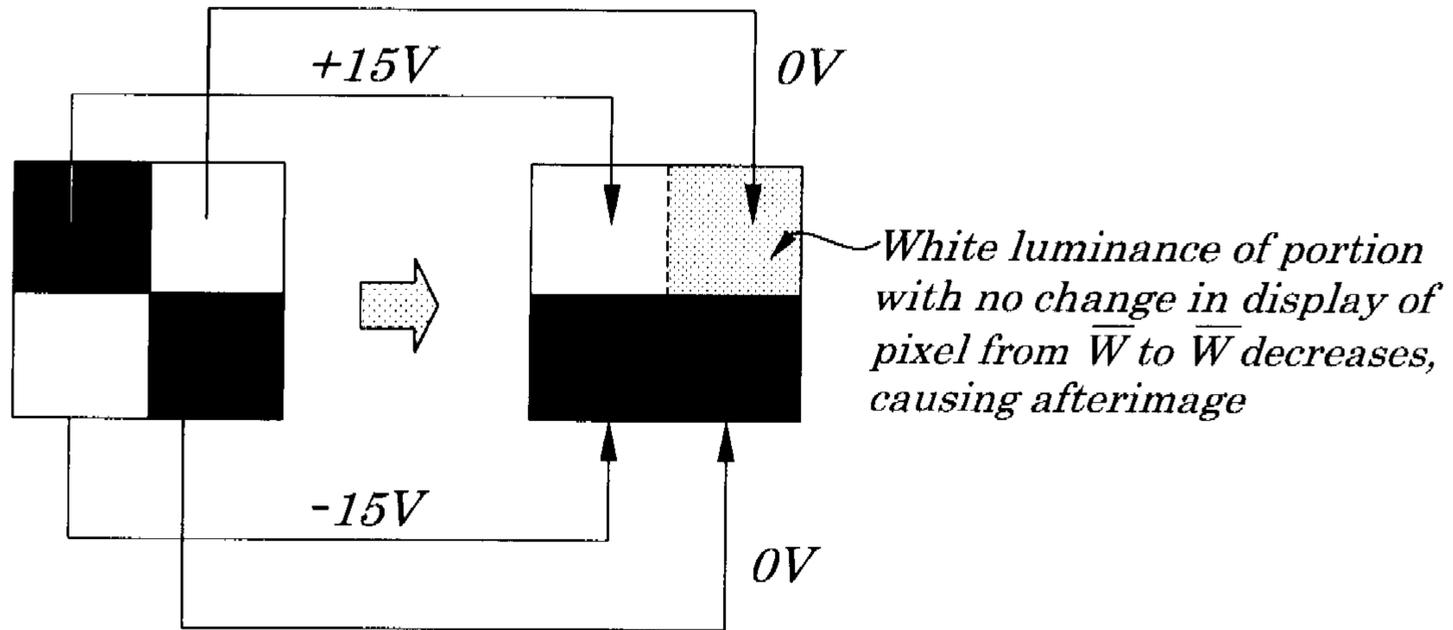 +15V
0V
White luminance of portion
with no change in display of
pixel from W̅ to W̅ decreases,
causing afterimage
-15V
0V